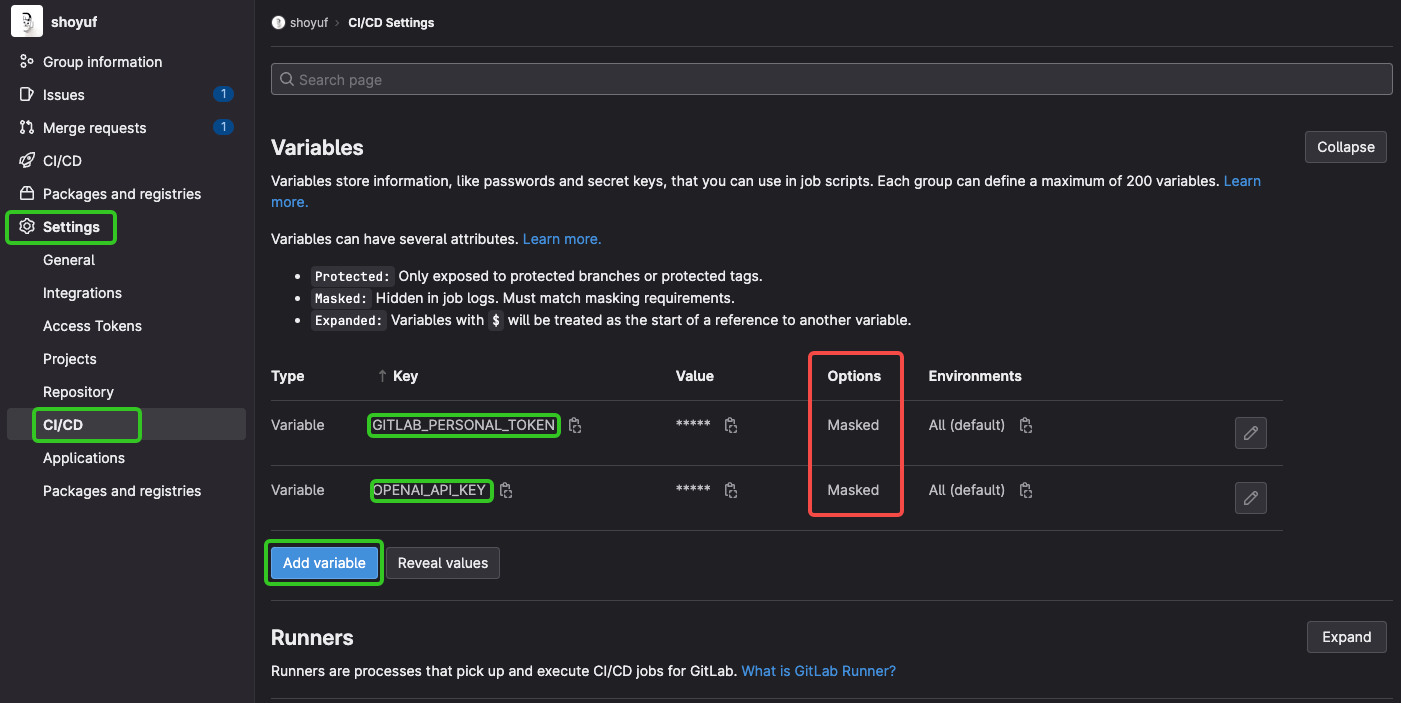 shoyuf
Group information
Issues 1
Merge requests 1
CI/CD
Packages and registries
Settings
General
Integrations
Access Tokens
Projects
Repository
CI/CD
Applications
Packages and registries
shoyuf › CI/CD Settings
Search page
Variables
Collapse
Variables store information, like passwords and secret keys, that you can use in job scripts. Each group can define a maximum of 200 variables. Learn
more.
Variables can have several attributes. Learn more.
• Protected: Only exposed to protected branches or protected tags.
• Masked: Hidden in job logs. Must match masking requirements.
• Expanded: Variables with $ will be treated as the start of a reference to another variable.
Type ↑ Key Value Options Environments
Variable GITLAB_PERSONAL_TOKEN ***** Masked All (default)
Variable OPENAI_API_KEY ***** Masked All (default)
Add variable Reveal values
Runners
Expand
Runners are processes that pick up and execute CI/CD jobs for GitLab. What is GitLab Runner?